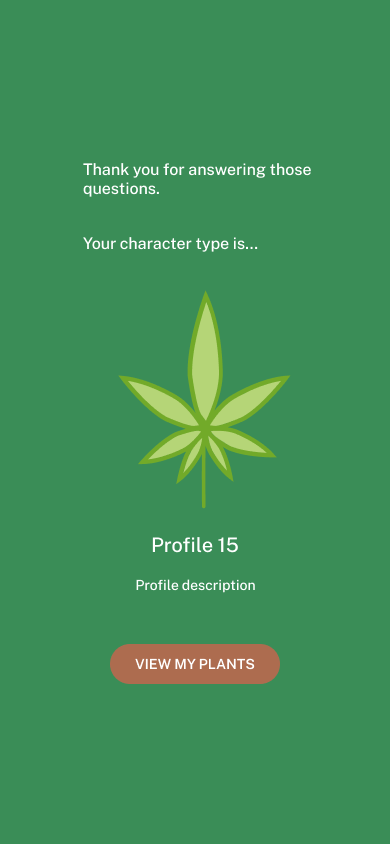 Thank you for answering those
questions.
Your character type is...
Profile 15
Profile description
VIEW MY PLANTS